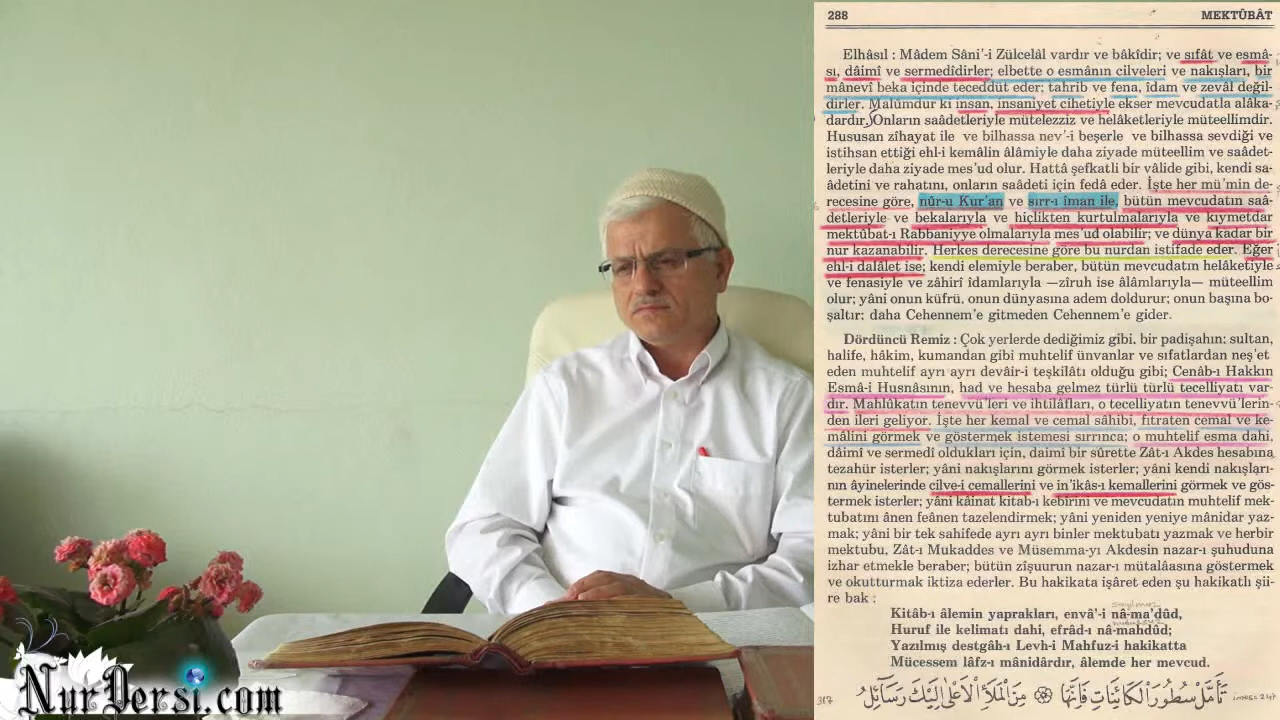 288 MEKTÛBÂT
Elhâsıl : Mâdem Sâni'-i Zülcelâl vardır ve bâkîdir; ve sıfât ve esmâ-
sı, dâimî ve sermedîdirler; elbette o esmânın cilveleri ve nakışları, bir
mânevî beka içinde teceddüt eder; tahrib ve fena, îdam ve zevâl değil-
dirler. Malûmdur ki insan, insaniyet cihetiyle ekser mevcudatla alâka-
dardır. Onların saâdetleriyle mütelezziz ve helâketleriyle müteellimdir.
Hususan zîhayat ile ve bilhassa nev'-i beşerle ve bilhassa sevdiği ve
istihsan ettiği ehl-i kemâlin âlâmiyle daha ziyade müteellim ve saâdet-
leriyle daha ziyade mes'ud olur. Hattâ şefkatli bir vâlide gibi, kendi sa-
âdetini ve rahatını, onların saâdeti için fedâ eder. İşte her mü'min de-
recesine göre, nûr-u Kur'an ve sırr-ı îman ile, bütün mevcudatın saâ-
detleriyle ve bekalarıyla ve hiçlikten kurtulmalarıyla ve kıymetdar
mektûbat-ı Rabbaniyye olmalarıyla mes'ud olabilir; ve dünya kadar bir
nur kazanabilir. Herkes derecesine göre bu nurdan istifade eder. Eğer
ehl-i dalâlet ise; kendi elemiyle beraber, bütün mevcudatın helâketiyle
ve fenasiyle ve zâhirî îdamlarıyla —zîruh ise âlâmlarıyla— müteellim
olur; yâni onun küfrü, onun dünyasına adem doldurur; onun başına bo-
şaltır; daha Cehennem'e gitmeden Cehennem'e gider.
Dördüncü Remiz : Çok yerlerde dediğimiz gibi, bir padişahın; sultan,
halife, hâkim, kumandan gibi muhtelif ünvanlar ve sıfatlardan neş'et
eden muhtelif ayrı ayrı devâir-i teşkilâtı olduğu gibi; Cenâb-ı Hakkın
Esmâ-i Husnâsının, had ve hesaba gelmez türlü türlü tecelliyatı var-
dır. Mahlûkatın tenevvü'leri ve ihtilâfları, o tecelliyatın tenevvü'lerin-
den ileri geliyor. İşte her kemal ve cemal sâhibi, fıtraten cemal ve ke-
mâlini görmek ve göstermek istemesi sırrınca; o muhtelif esma dahi,
dâimî ve sermedî oldukları için, daimi bir sûrette Zât-ı Akdes hesabına
tezahür isterler; yâni nakışlarını görmek isterler; yâni kendi nakışları-
nın âyinelerinde cilve-i cemallerini ve in'ikâs-ı kemallerini görmek ve gös-
termek isterler; yâni kâinat kitab-ı kebîrini ve mevcudatın muhtelif mek-
tubatını ânen feânen tazelendirmek; yâni yeniden yeniye mânidar yaz-
mak; yâni bir tek sahifede ayrı ayrı binler mektubatı yazmak ve herbir
mektubu, Zât-ı Mukaddes ve Müsemma-yı Akdesin nazar-ı şuhuduna
izhar etmekle beraber; bütün zîşuurun nazar-ı mütalâasına göstermek
ve okutturmak iktiza ederler. Bu hakikata işâret eden şu hakikatlı şii-
re bak :
Kitâb-ı âlemin yaprakları, envâ'-i nâ-ma'dûd,
Huruf ile kelimatı dahi, efrâd-ı nâ-mahdûd;
Yazılmış destgâh-ı Levh-i Mahfuz-i hakikatta
Mücessem lâfz-ı mânidârdır, âlemde her mevcud.
تَأَمَّلْ سُطُورَ الْكَائِنَاتِ فَاِنَّهَا ۞ مِنَ الْمَلَأِ الْاَعْلٰى اِلَيْكَ رَسَائِلُ
NurDersi.com